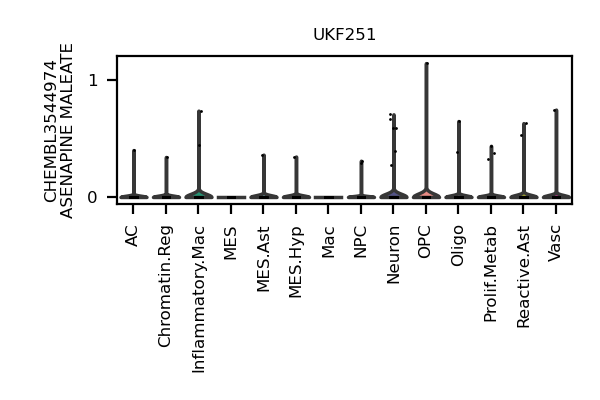 UKF251
CHEMBL3544974
ASENAPINE MALEATE
1
0
AC
Chromatin.Reg
Inflammatory.Mac
MES
MES.Ast
MES.Hyp
Mac
NPC
Neuron
OPC
Oligo
Prolif.Metab
Reactive.Ast
Vasc